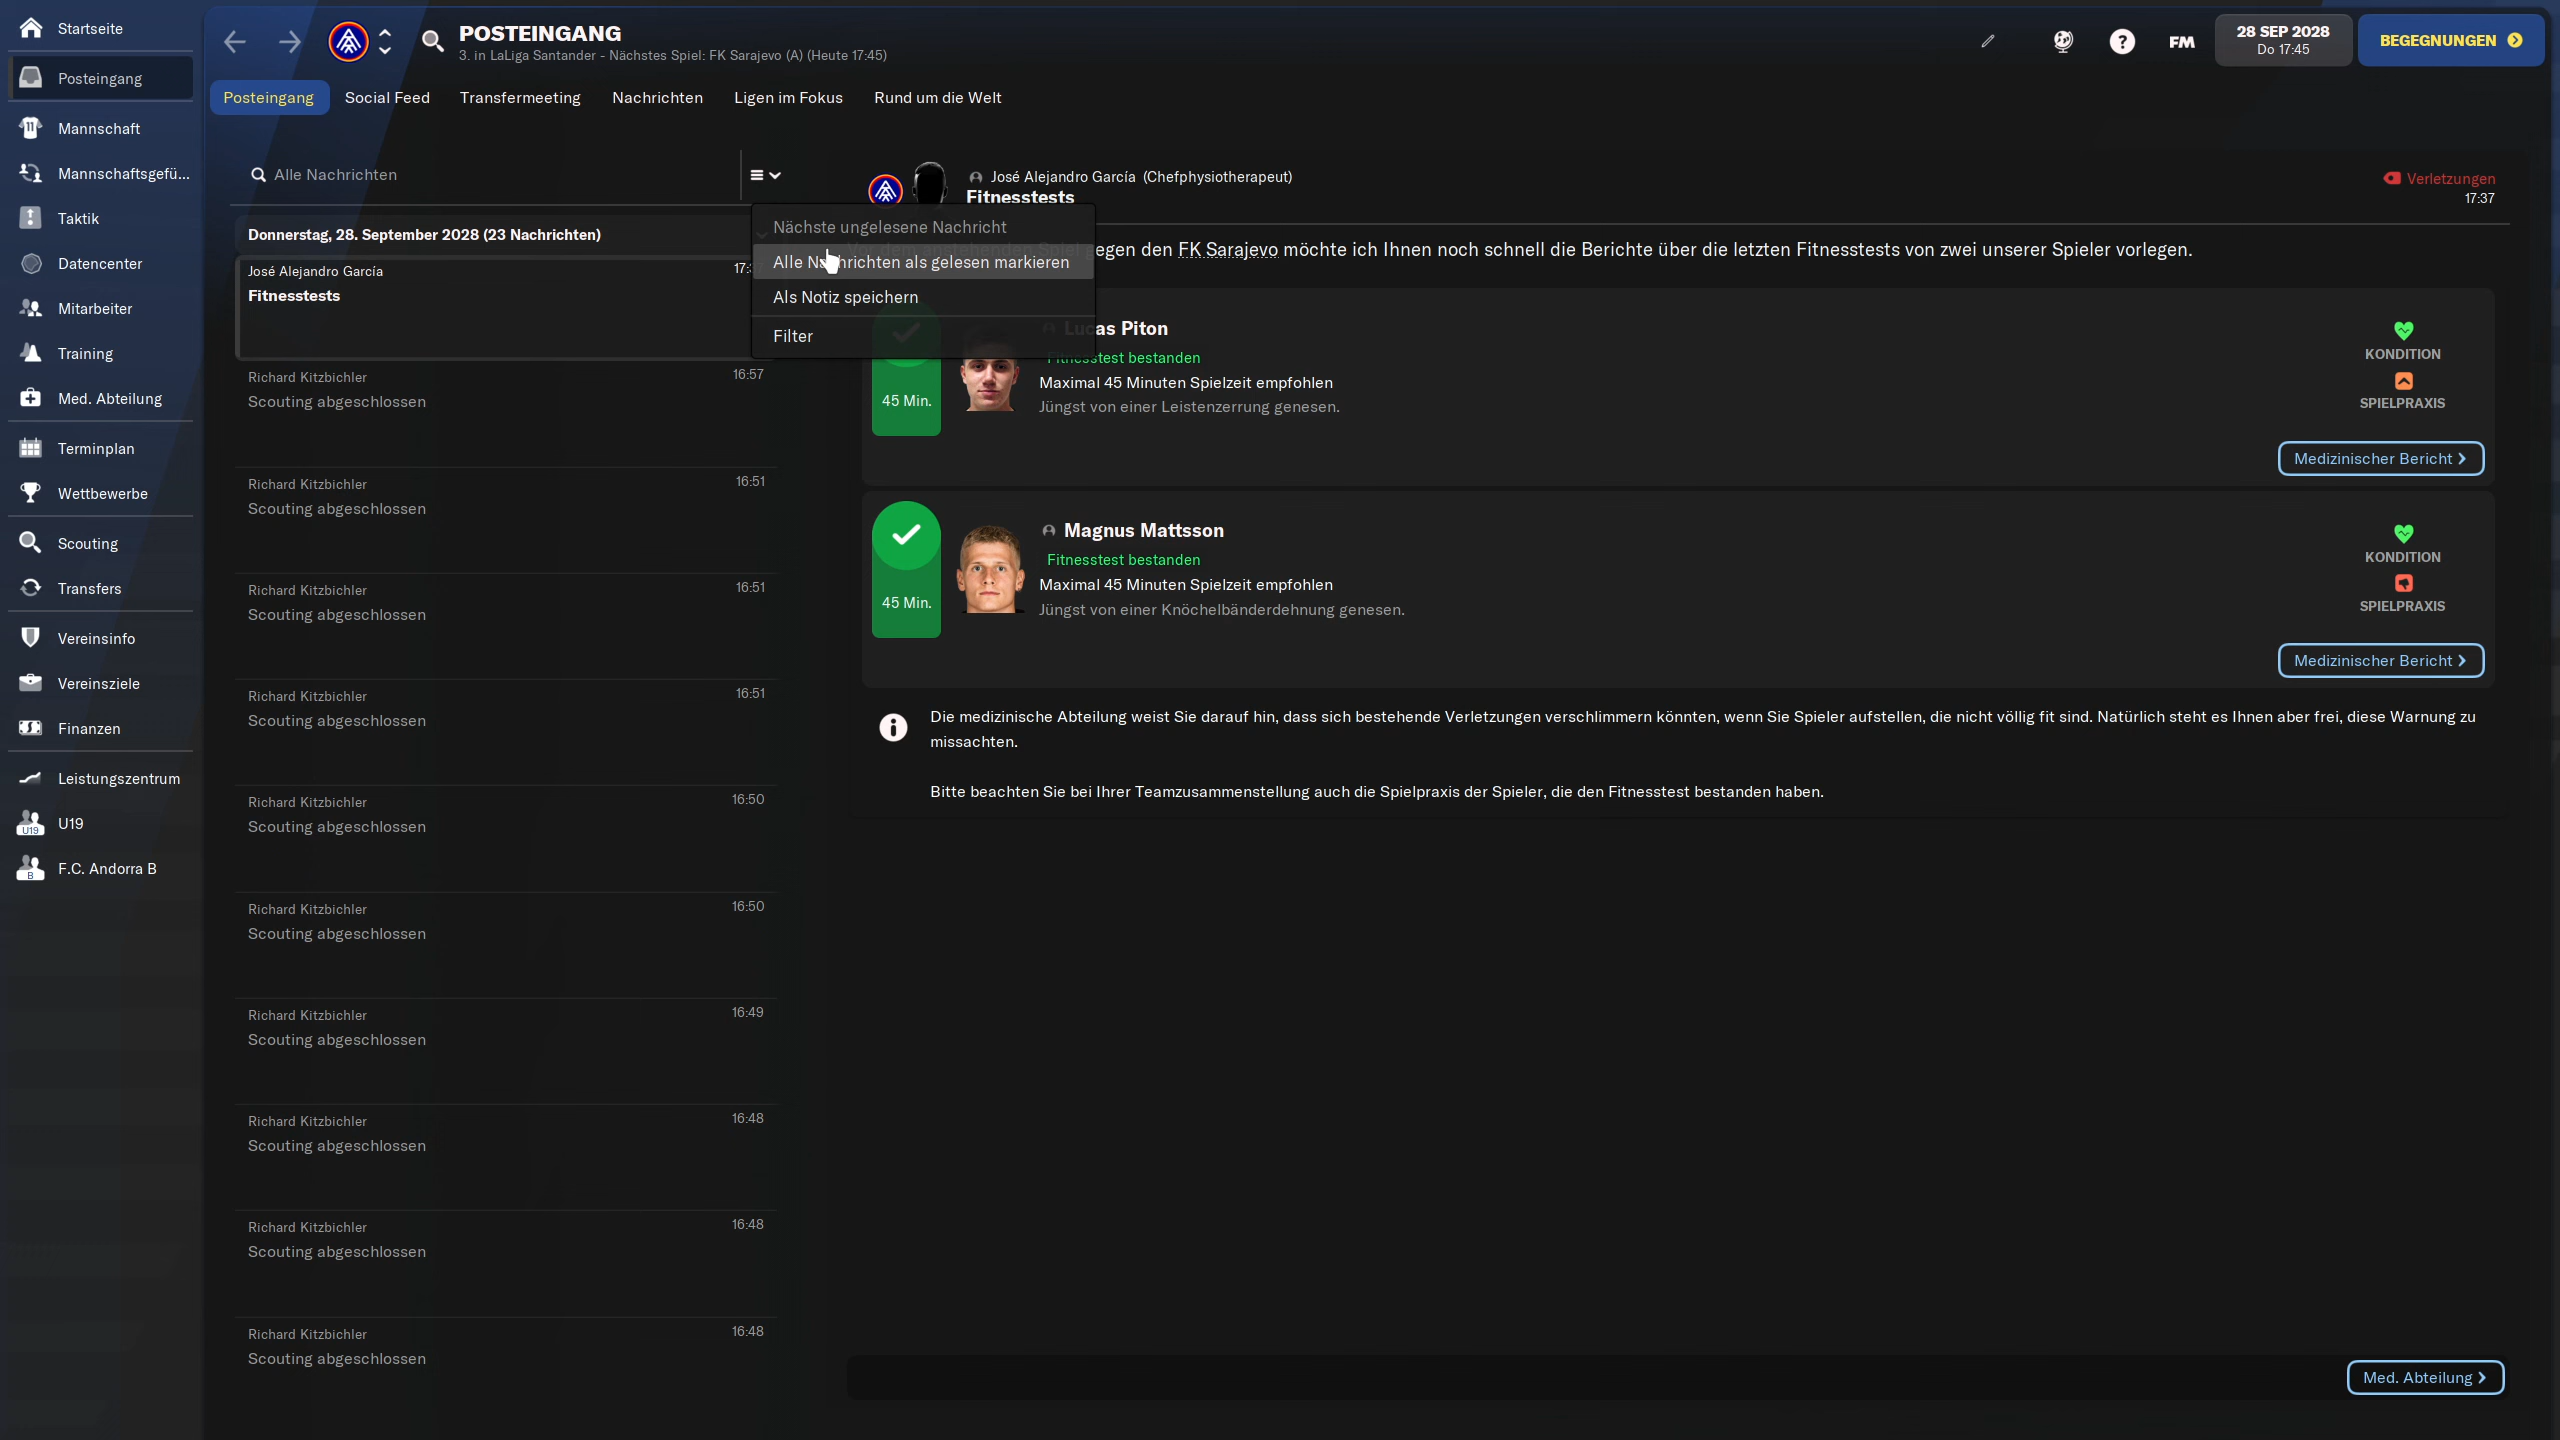 Startseite
Posteingang
Mannschaft
Mannschaftsgefü...
Taktik
Datencenter
Mitarbeiter
Training
Med. Abteilung
Terminplan
Wettbewerbe
Scouting
Transfers
Vereinsinfo
Vereinsziele
Finanzen
Leistungszentrum
U19
U19
B
F.C. Andorra B
POSTEINGANG
3. in LaLiga Santander - Nächstes Spiel: FK Sarajevo (A) (Heute 17:45)
FM
28 SEP 2028
Do 17:45
BEGEGNUNGEN
Posteingang Social Feed Transfermeeting Nachrichten Ligen im Fokus Rund um die Welt
Alle Nachrichten
Donnerstag, 28. September 2028 (23 Nachrichten)
José Alejandro García
Fitnesstests
Richard Kitzbichler 16:57
Scouting abgeschlossen
Richard Kitzbichler 16:51
Scouting abgeschlossen
Richard Kitzbichler 16:51
Scouting abgeschlossen
Richard Kitzbichler 16:51
Scouting abgeschlossen
Richard Kitzbichler 16:50
Scouting abgeschlossen
Richard Kitzbichler 16:50
Scouting abgeschlossen
Richard Kitzbichler 16:49
Scouting abgeschlossen
Richard Kitzbichler 16:48
Scouting abgeschlossen
Richard Kitzbichler 16:48
Scouting abgeschlossen
Richard Kitzbichler 16:48
Scouting abgeschlossen
Nächste ungelesene Nachricht
Alle Nachrichten als gelesen markieren
Als Notiz speichern
Filter
José Alejandro García (Chefphysiotherapeut)
Fitnesstests
Verletzungen
17:37
Vor dem anstehenden Spiel gegen den FK Sarajevo möchte ich Ihnen noch schnell die Berichte über die letzten Fitnesstests von zwei unserer Spieler vorlegen.
45 Min.
Lucas Piton
Fitnesstest bestanden
Maximal 45 Minuten Spielzeit empfohlen
Jüngst von einer Leistenzerrung genesen.
KONDITION
SPIELPRAXIS
Medizinischer Bericht
45 Min.
Magnus Mattsson
Fitnesstest bestanden
Maximal 45 Minuten Spielzeit empfohlen
Jüngst von einer Knöchelbänderdehnung genesen.
KONDITION
SPIELPRAXIS
Medizinischer Bericht
Die medizinische Abteilung weist Sie darauf hin, dass sich bestehende Verletzungen verschlimmern könnten, wenn Sie Spieler aufstellen, die nicht völlig fit sind. Natürlich steht es Ihnen aber frei, diese Warnung zu
missachten.
Bitte beachten Sie bei Ihrer Teamzusammenstellung auch die Spielpraxis der Spieler, die den Fitnesstest bestanden haben.
Med. Abteilung